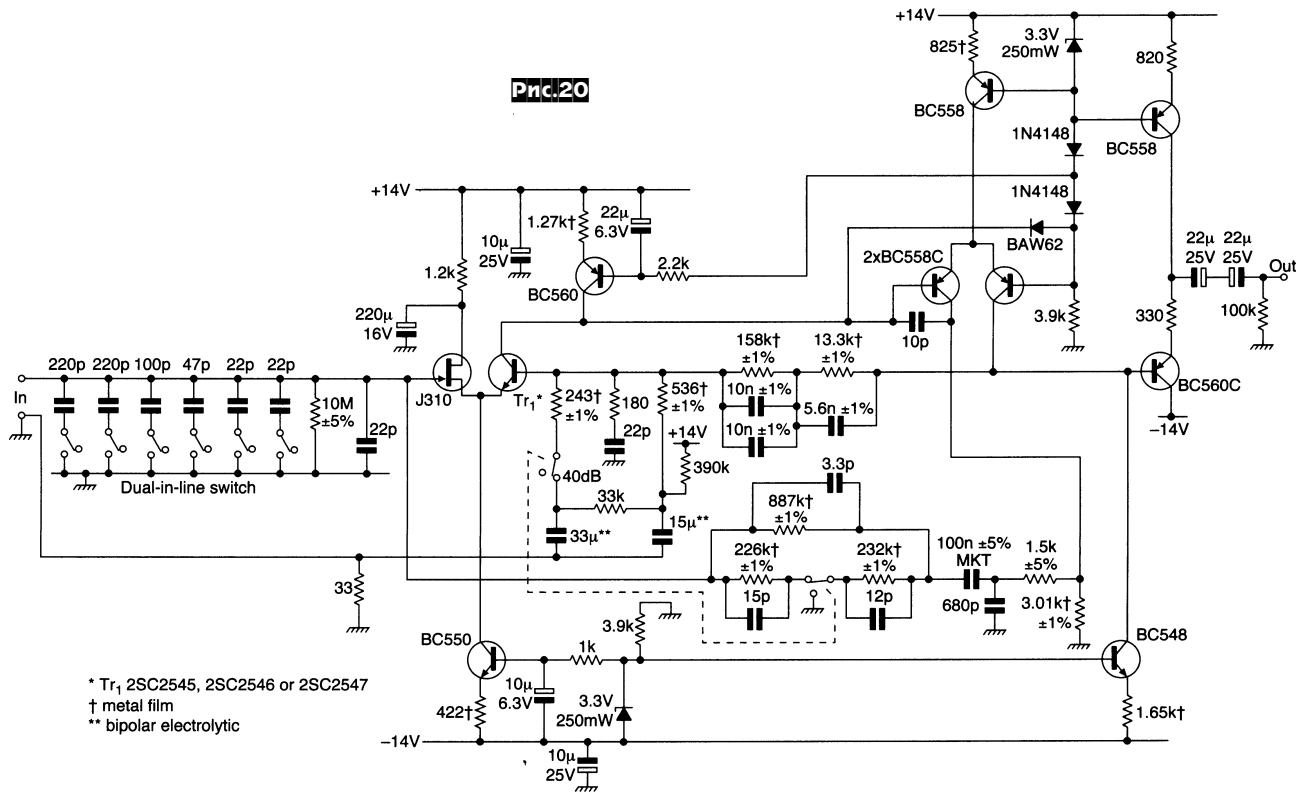 +14V
825†
3.3V
250mW
820
Pnc.20
BC558
1N4148
BC558
+14V
1N4148
1.27k†
22μ
6.3V
10μ
25V
BAW62
22μ
25V
22μ
25V
1.2k
2.2k
2xBC558C
Out
BC560
220μ
16V
10p
3.9k
330
100k
220p
220p
100p
47p
22p
22p
158k†
±1%
13.3k†
±1%
In
10M
±5%
22p
J310
Tr1*
243†
±1%
180
536†
±1%
10n ±1%
10n ±1%
5.6n ±1%
BC560C
−14V
22p
+14V
390k
Dual-in-line switch
40dB
33k
3.3p
887k†
±1%
33μ**
15μ**
226k†
±1%
232k†
±1%
100n ±5%
MKT
1.5k
±5%
33
15p
12p
680p
3.01k†
±1%
BC550
3.9k
1k
BC548
* Tr1 2SC2545, 2SC2546 or 2SC2547
† metal film
** bipolar electrolytic
422†
10μ
6.3V
3.3V
250mW
1.65k†
−14V
10μ
25V